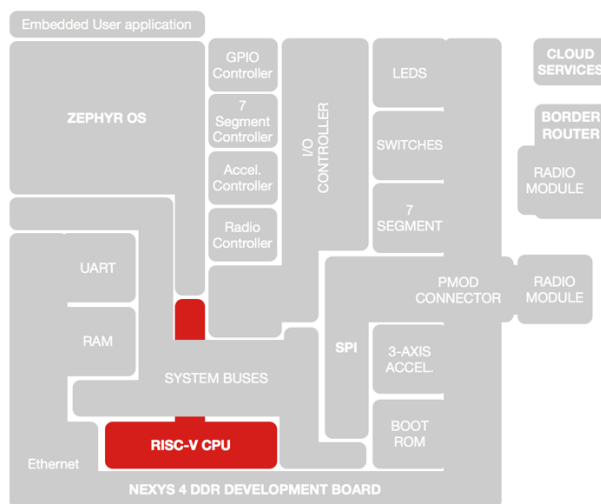 Embedded User application
ZEPHYR OS
GPIO
Controller
7
Segment
Controller
Accel.
Controller
Radio
Controller
I/O
CONTROLLER
LEDS
SWITCHES
7
SEGMENT
CLOUD
SERVICES
BORDER
ROUTER
RADIO
MODULE
UART
RAM
PMOD
CONNECTOR
RADIO
MODULE
SPI
3-AXIS
ACCEL.
SYSTEM BUSES
BOOT
ROM
RISC-V CPU
Ethernet
NEXYS 4 DDR DEVELOPMENT BOARD